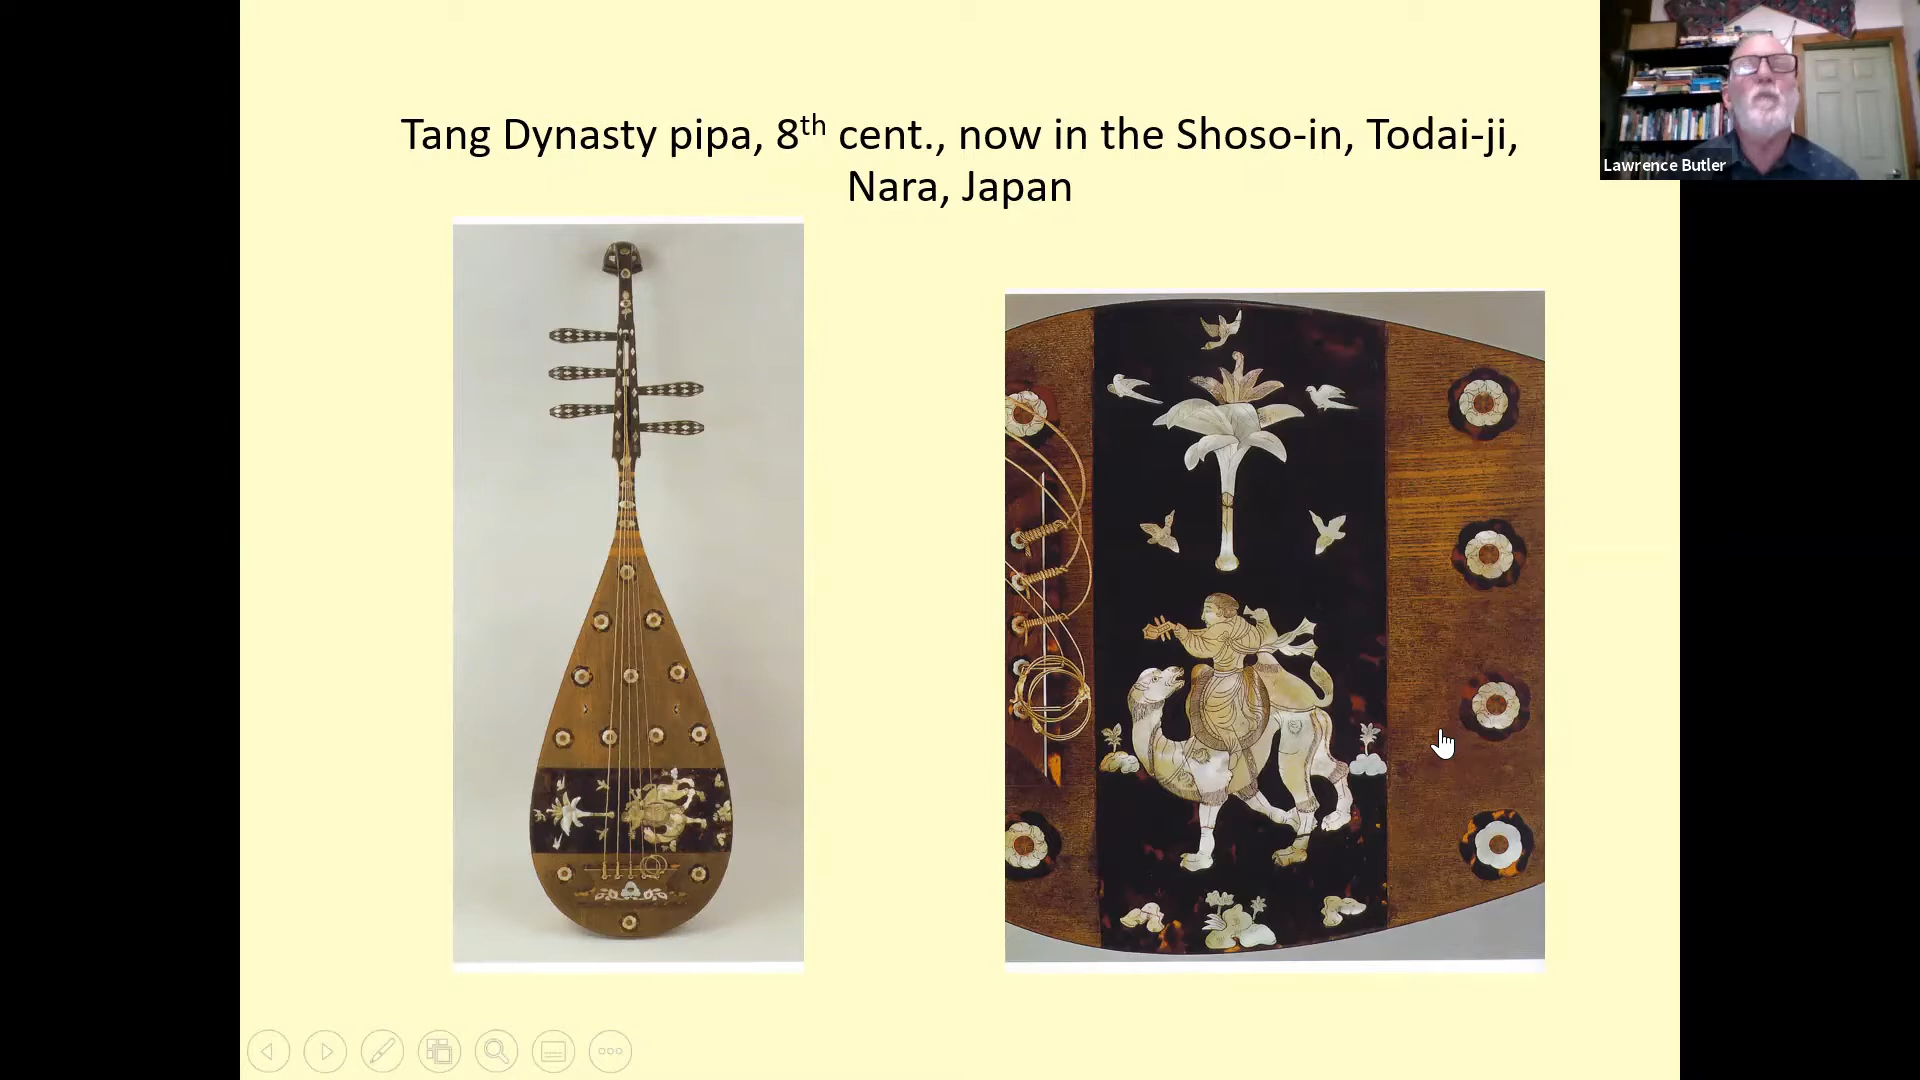 Tang Dynasty pipa, 8th cent., now in the Shoso-in, Todai-ji,
Nara, Japan
Lawrence Butler